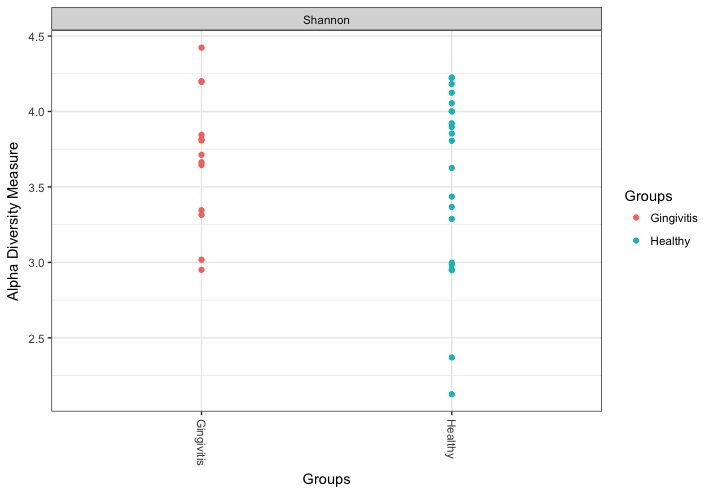 Shannon
4.5
4.0
3.5
3.0
2.5
Alpha Diversity Measure
Gingivitis
Healthy
Groups
Groups
Gingivitis
Healthy